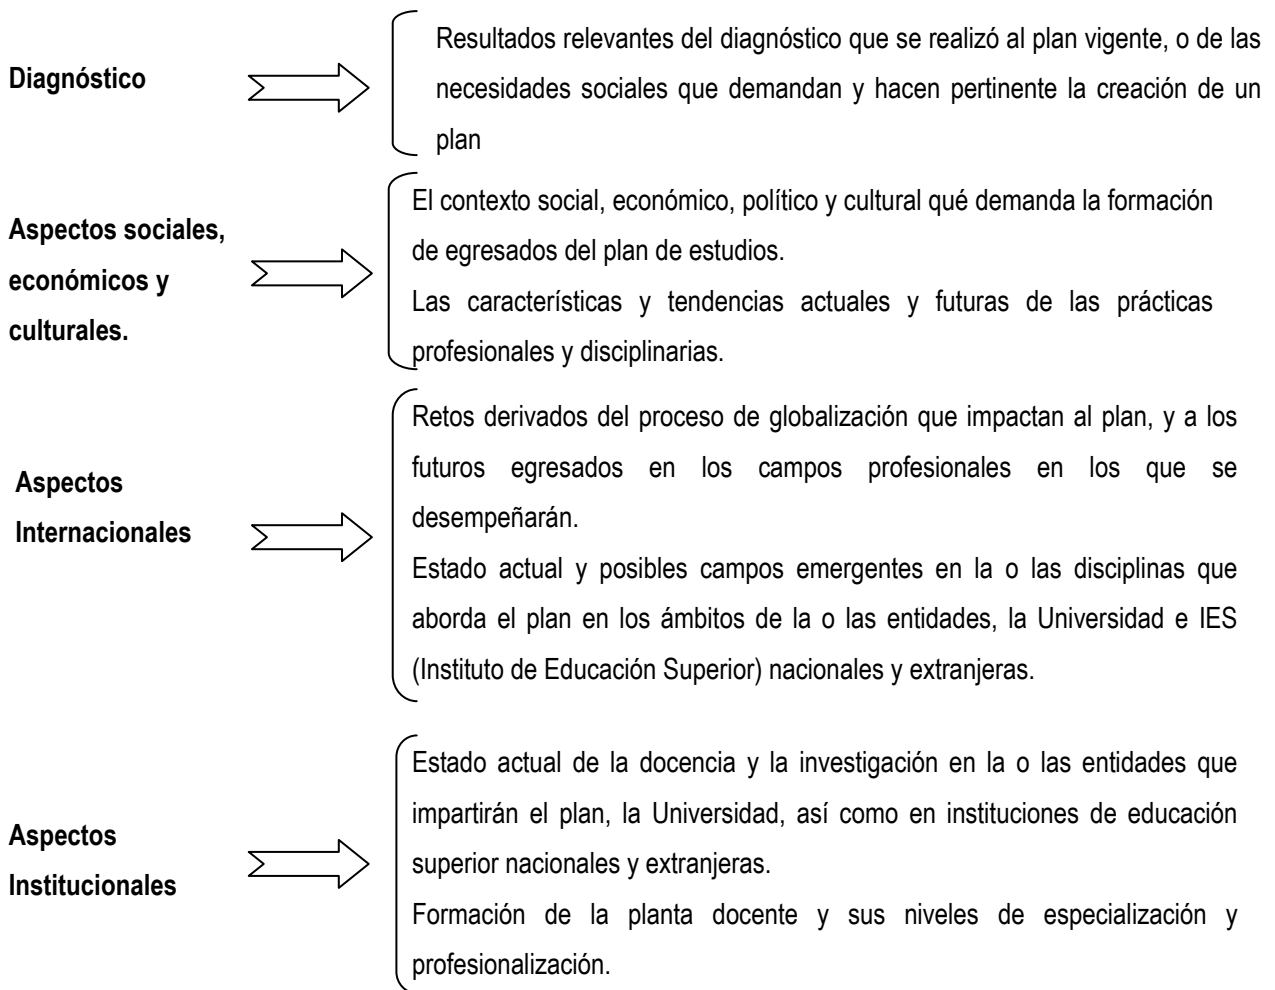 Diagnóstico
Resultados relevantes del diagnóstico que se realizó al plan vigente, o de las
necesidades sociales que demandan y hacen pertinente la creación de un
plan
Aspectos sociales,
económicos y
culturales.
El contexto social, económico, político y cultural qué demanda la formación
de egresados del plan de estudios.
Las características y tendencias actuales y futuras de las prácticas
profesionales y disciplinarias.
Aspectos
Internacionales
Retos derivados del proceso de globalización que impactan al plan, y a los
futuros egresados en los campos profesionales en los que se
desempeñarán.
Estado actual y posibles campos emergentes en la o las disciplinas que
aborda el plan en los ámbitos de la o las entidades, la Universidad e IES
(Instituto de Educación Superior) nacionales y extranjeras.
Aspectos
Institucionales
Estado actual de la docencia y la investigación en la o las entidades que
impartirán el plan, la Universidad, así como en instituciones de educación
superior nacionales y extranjeras.
Formación de la planta docente y sus niveles de especialización y
profesionalización.